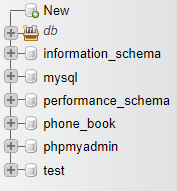 New
db
information_schema
mysql
performance_schema
phone_book
phpmyadmin
test